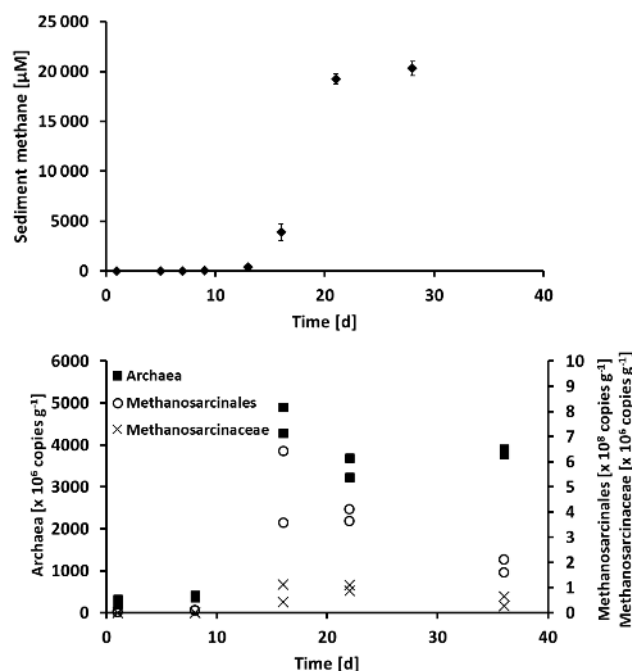 25 000
20 000
15 000
10 000
5000
0
Sediment methane [µM]
0 10 20 30 40
Time [d]
6000
5000
4000
3000
2000
1000
0
Archaea [x 10⁶ copies g⁻¹]
Archaea
Methanosarcinales
Methanosarcinaceae
10
9
8
7
6
5
4
3
2
1
0
Methanosarcinales [x 10⁸ copies g⁻¹]
Methanosarcinaceae [x 10⁶ copies g⁻¹]
0 10 20 30 40
Time [d]